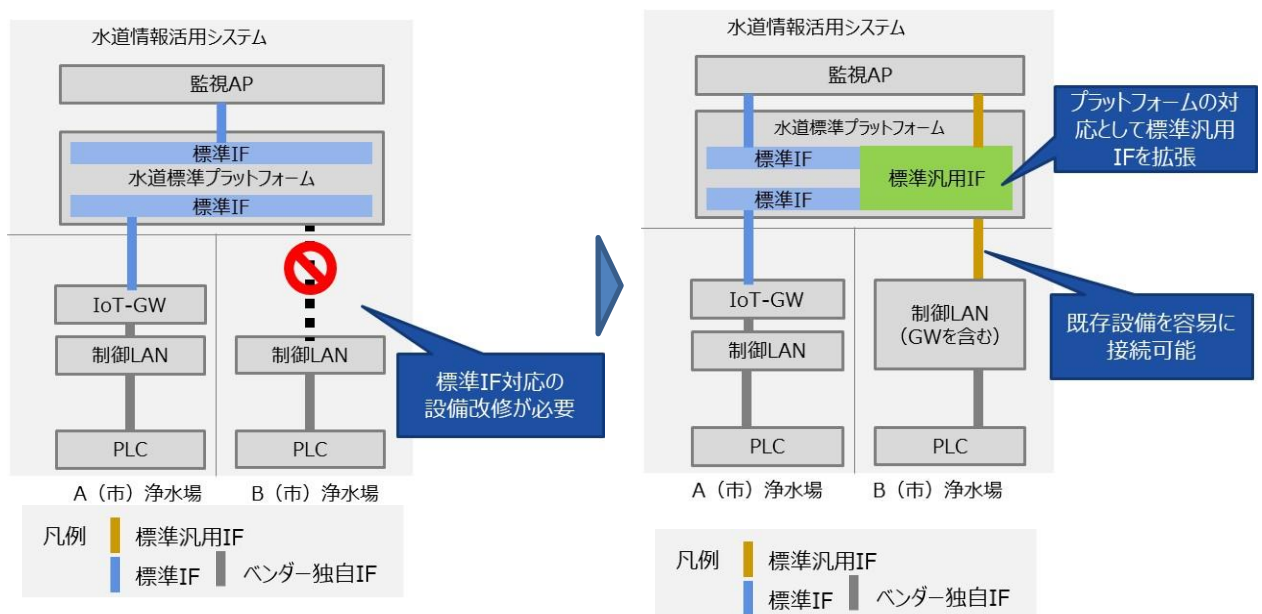 水道情報活用システム
監視AP
標準IF
水道標準プラットフォーム
標準IF
IoT-GW
制御LAN
制御LAN
PLC
PLC
A（市）浄水場
B（市）浄水場
標準IF対応の
設備改修が必要
凡例
標準汎用IF
標準IF
ベンダー独自IF
水道情報活用システム
監視AP
水道標準プラットフォーム
標準IF
標準IF
標準汎用IF
プラットフォームの対
応として標準汎用
IFを拡張
IoT-GW
制御LAN
制御LAN
（GWを含む）
既存設備を容易に
接続可能
PLC
PLC
A（市）浄水場
B（市）浄水場
凡例
標準汎用IF
標準IF
ベンダー独自IF